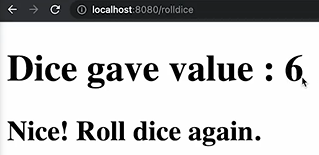 localhost:8080/rolldice
Dice gave value : 6
Nice! Roll dice again.